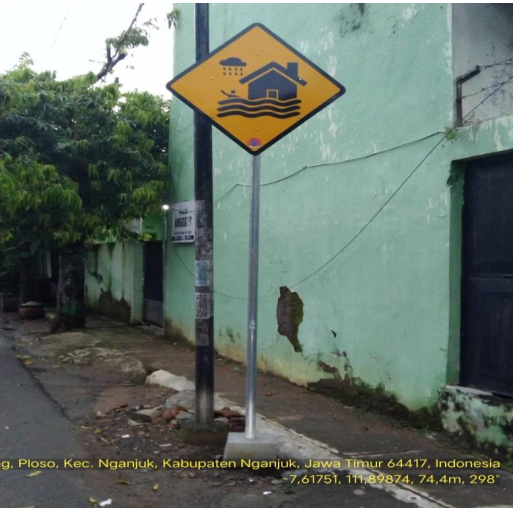 g, Ploso, Kec. Nganjuk, Kabupaten Nganjuk, Jawa Timur 64417, Indonesia
-7,61751, 111,89874, 74,4m, 298°